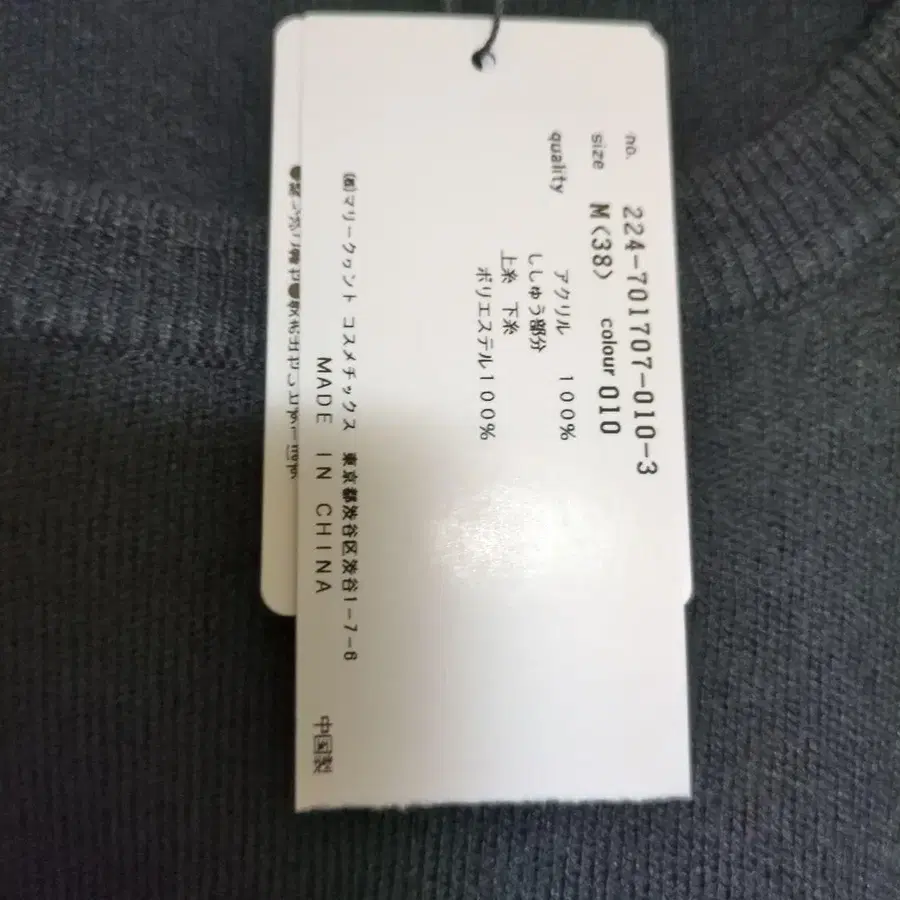 no. 224-701707-010-3
size M(38) colour 010
quality アクリル 100%
ししゅう部分
上糸 下糸
ポリエステル100%
㈱マリークヮント コスメチックス 東京都渋谷区渋谷1-7-6
MADE IN CHINA 中国製